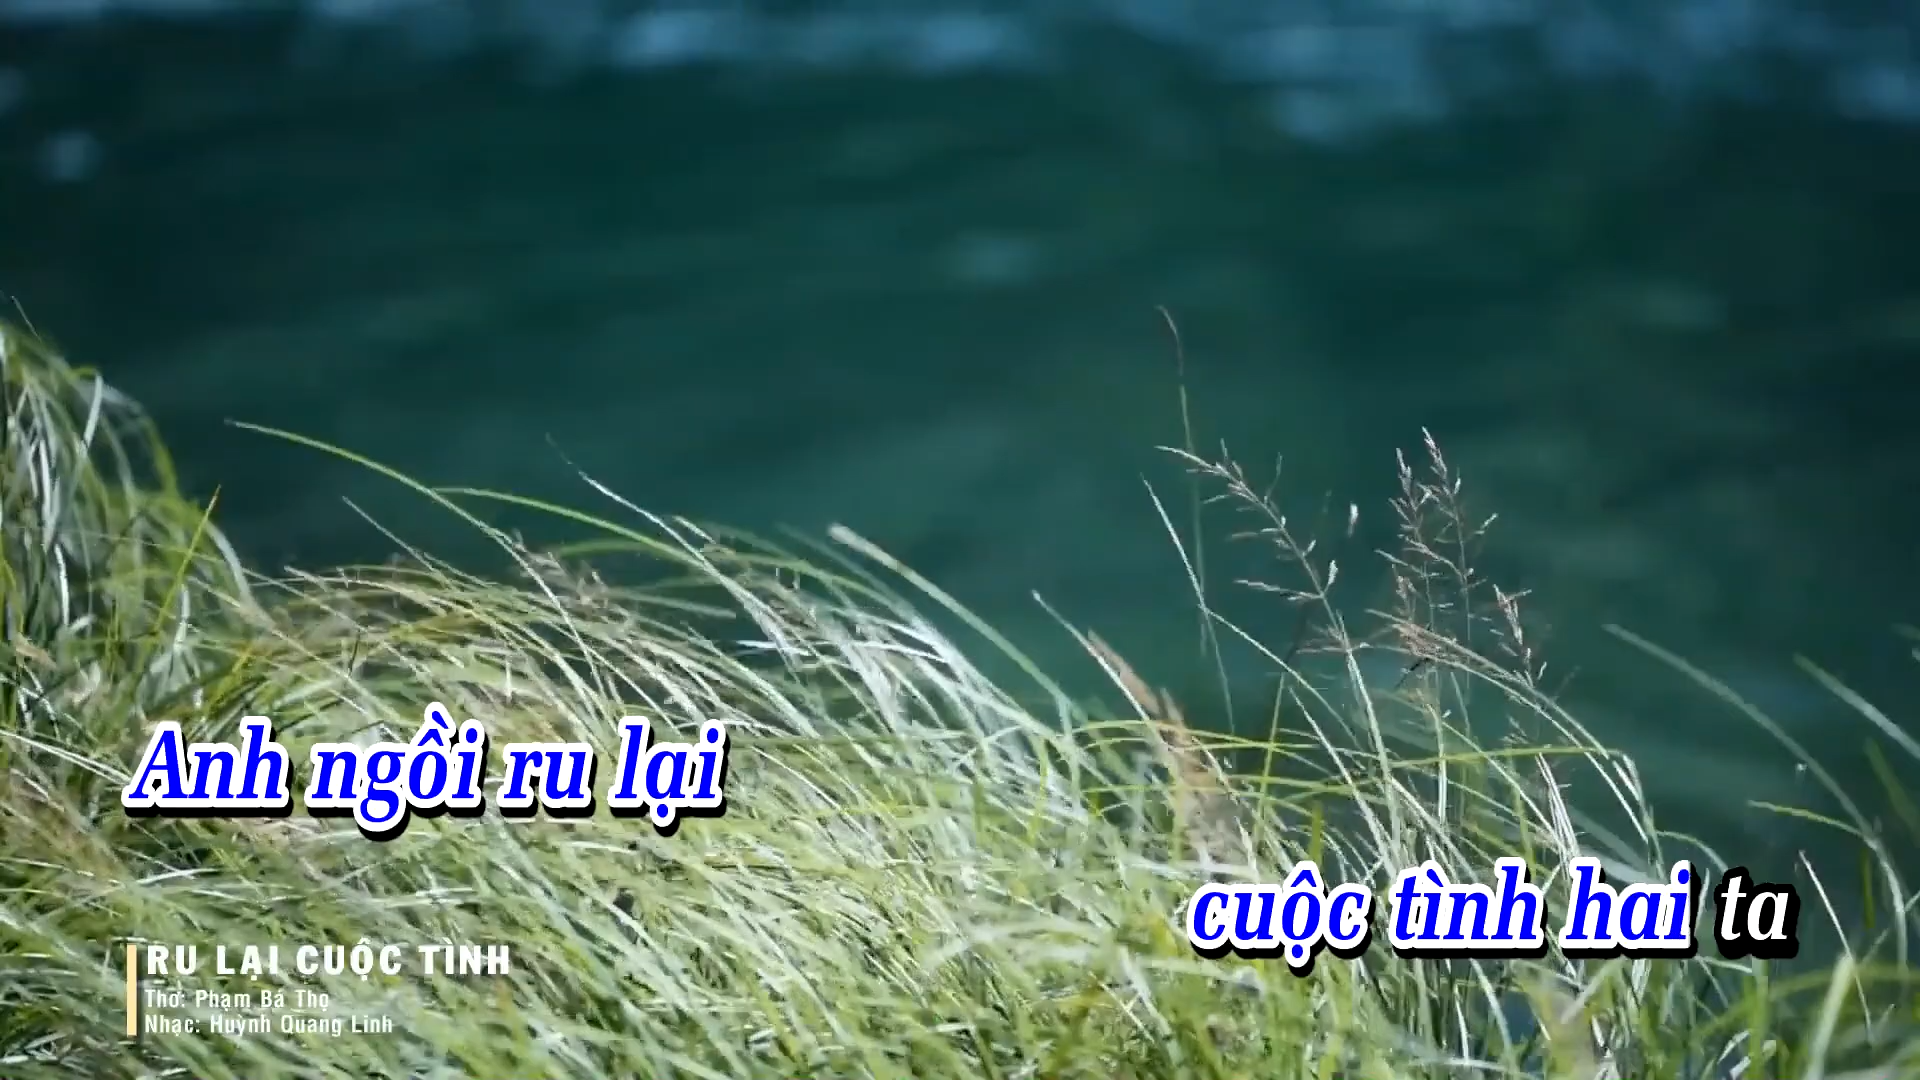 Anh ngồi ru lại
cuộc tình hai ta
RU LẠI CUỘC TÌNH
Thơ: Phạm Bá Thọ
Nhạc: Huỳnh Quang Linh